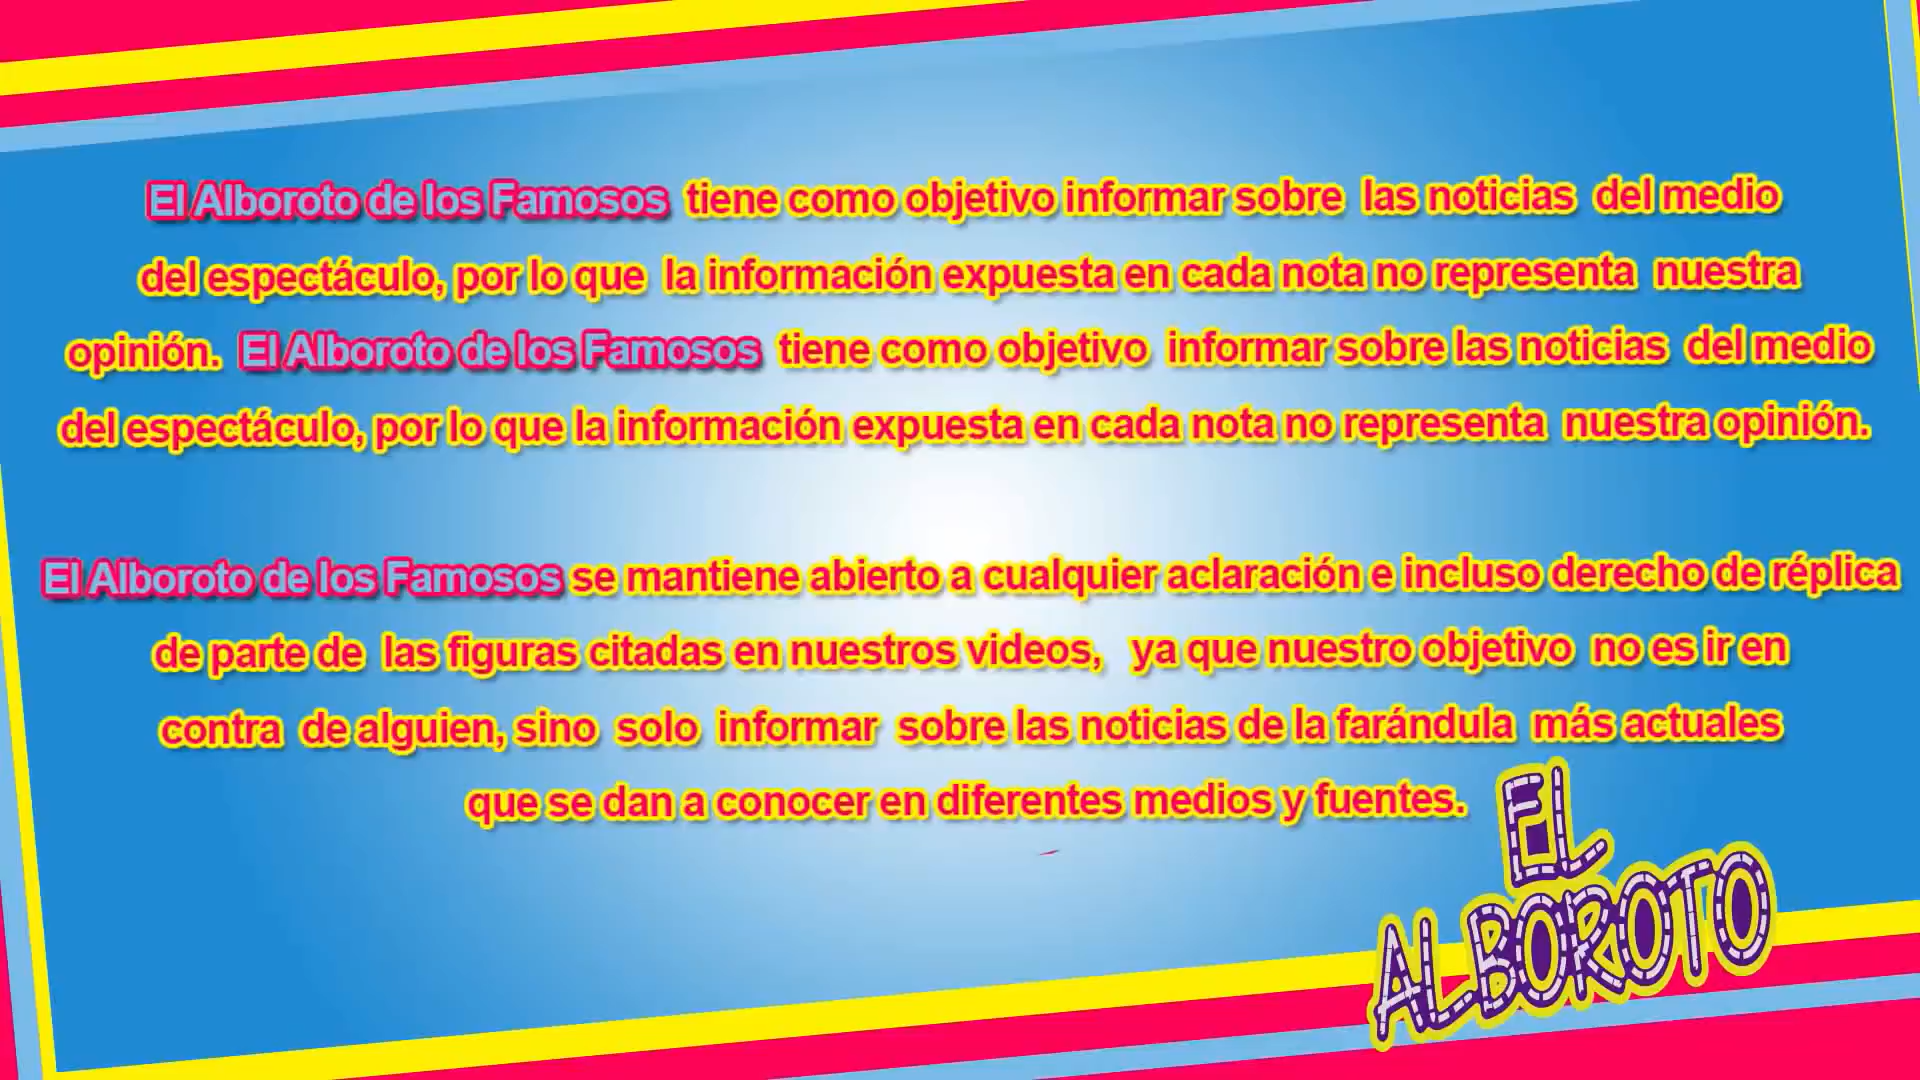 El Alboroto de los Famosos tiene como objetivo informar sobre las noticias del medio
del espectáculo, por lo que la información expuesta en cada nota no representa nuestra
opinión. El Alboroto de los Famosos tiene como objetivo informar sobre las noticias del medio
del espectáculo, por lo que la información expuesta en cada nota no representa nuestra opinión.
El Alboroto de los Famosos se mantiene abierto a cualquier aclaración e incluso derecho de réplica
de parte de las figuras citadas en nuestros videos, ya que nuestro objetivo no es ir en
contra de alguien, sino solo informar sobre las noticias de la farándula más actuales
que se dan a conocer en diferentes medios y fuentes.
EL
ALBOROTO